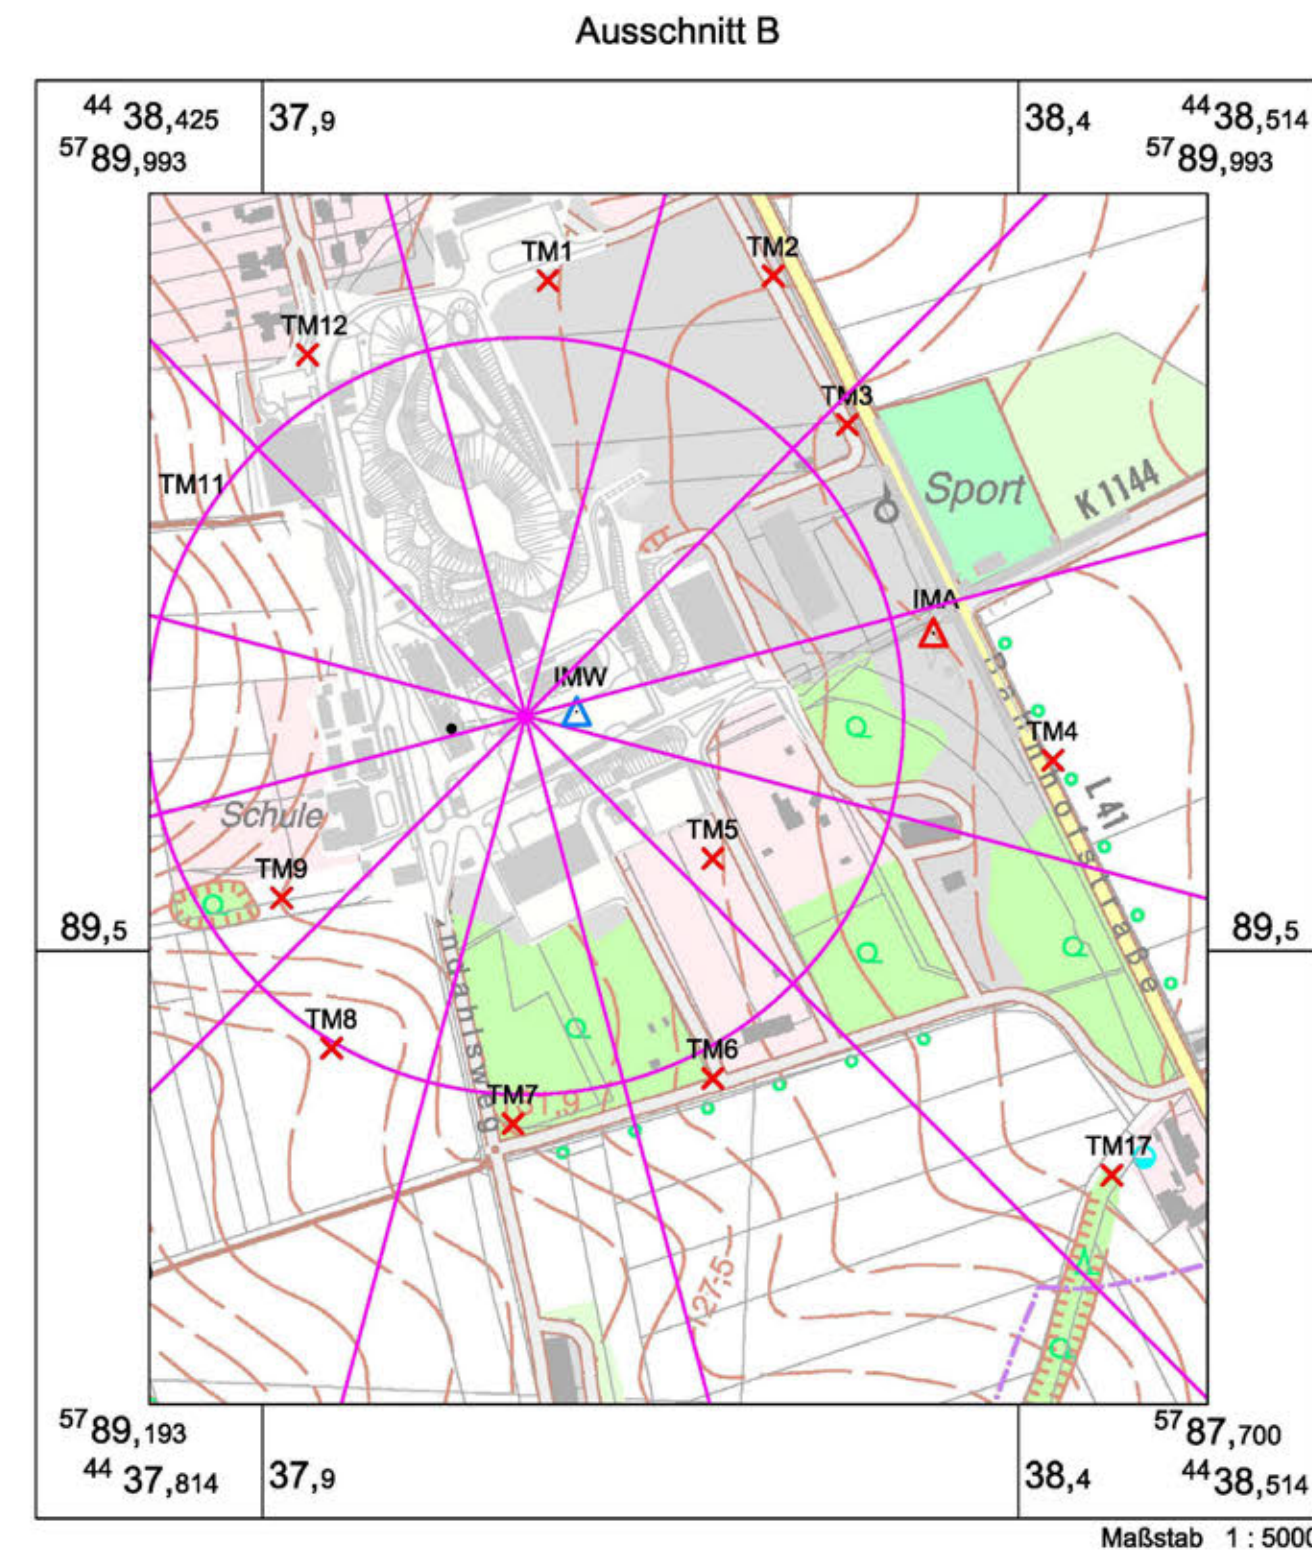 Ausschnitt B
44 38,425 37,9 38,4 44 38,514
57 89,993 57 89,993
TM1 TM2
TM12
TM3
TM11 Sport K 1144
IMA
IMW
TM4
Schule TM5 L 41
TM9
Bahnhofstraße
89,5 89,5
TM8
TM6
TM7
TM17
127,5
57 89,193 57 87,700
44 37,814 37,9 38,4 44 38,514
Maßstab 1 : 5000